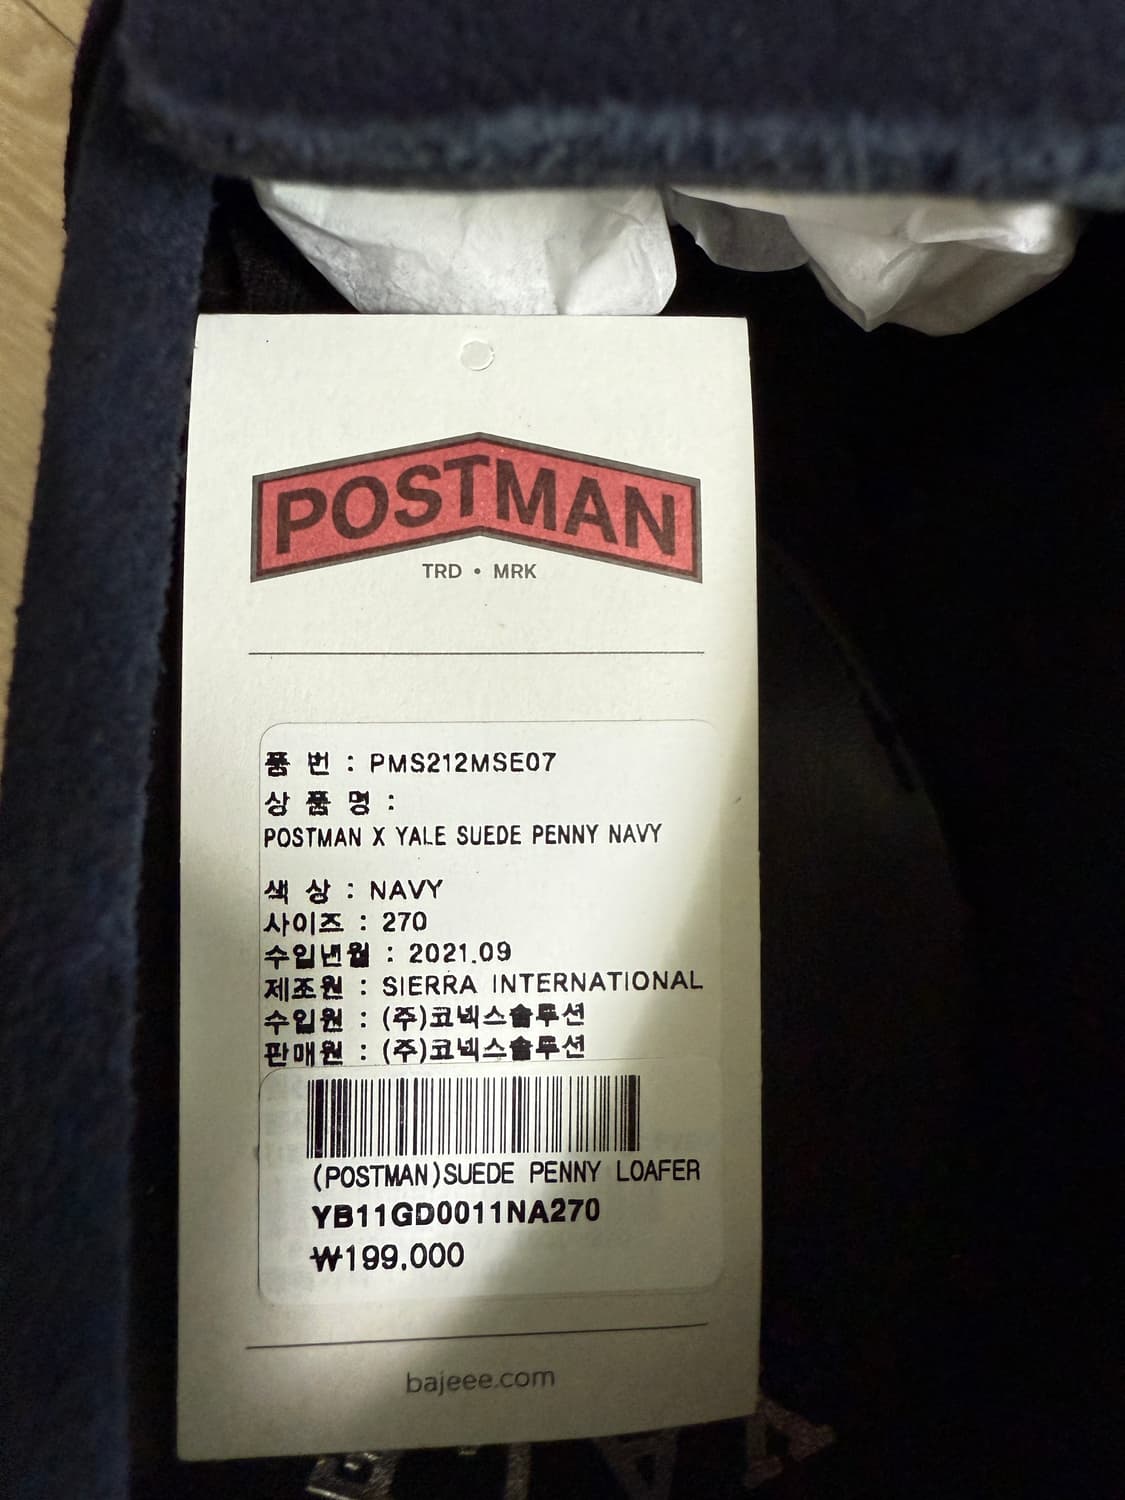 POSTMAN
TRD • MRK
품 번 : PMS212MSE07
상 품 명 :
POSTMAN X YALE SUEDE PENNY NAVY
색 상 : NAVY
사이즈 : 270
수입년월 : 2021.09
제조원 : SIERRA INTERNATIONAL
수입원 : (주)코넥스솔루션
판매원 : (주)코넥스솔루션
(POSTMAN)SUEDE PENNY LOAFER
YB11GD0011NA270
₩199,000
bajeee.com